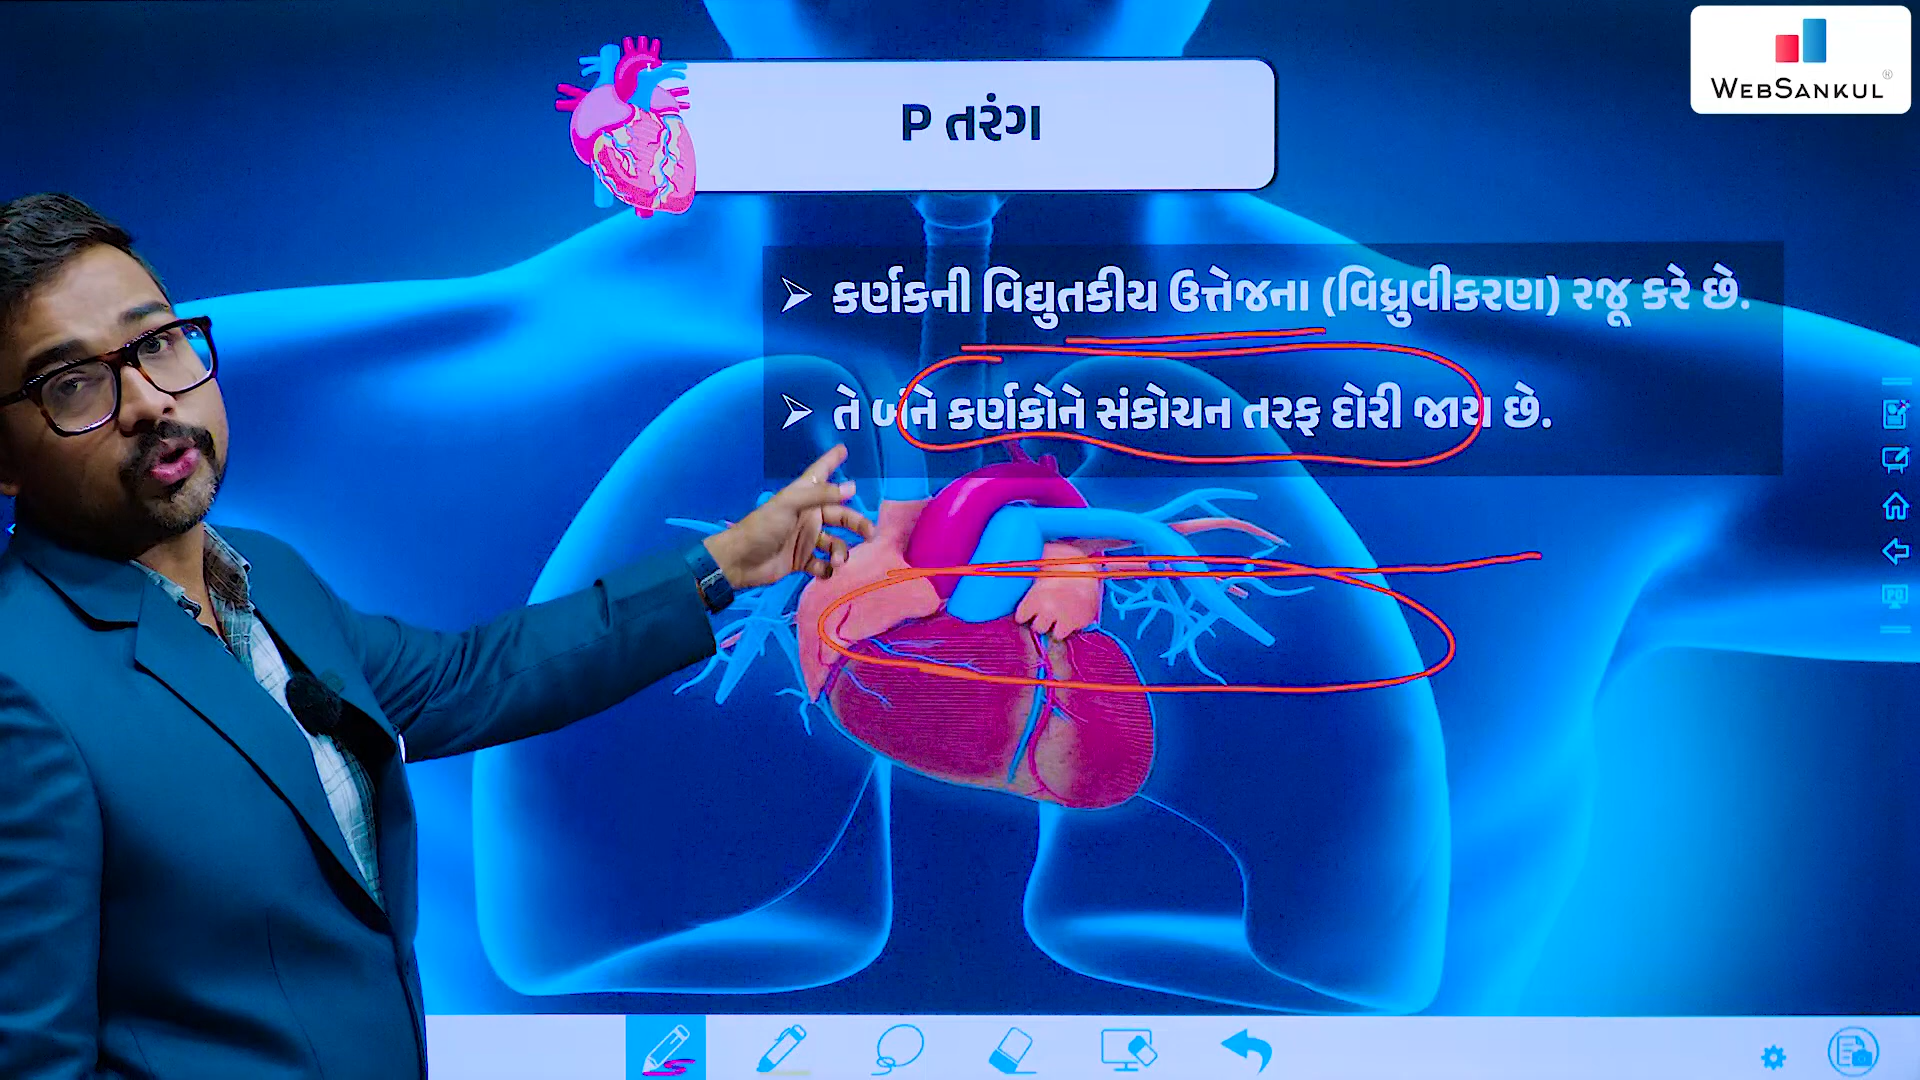 WEBSANKUL
P તરંગ
➢ કર્ણકની વિદ્યુતકીય ઉત્તેજના (વિધ્રુવીકરણ) રજૂ કરે છે.
➢ તે બંને કર્ણકોને સંકોચન તરફ દોરી જાય છે.